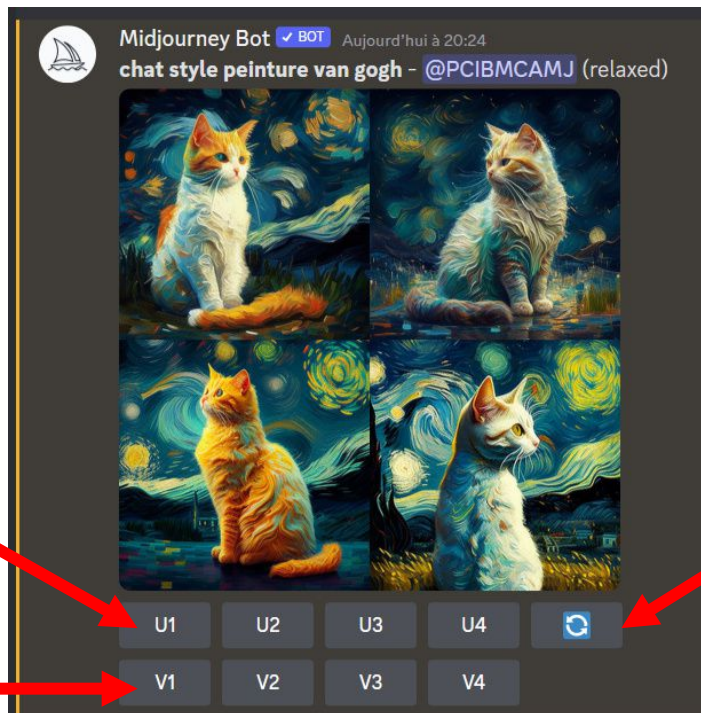 Midjourney Bot ✓ BOT Aujourd'hui à 20:24
chat style peinture van gogh - @PCIBMCAMJ (relaxed)
U1 U2 U3 U4
V1 V2 V3 V4